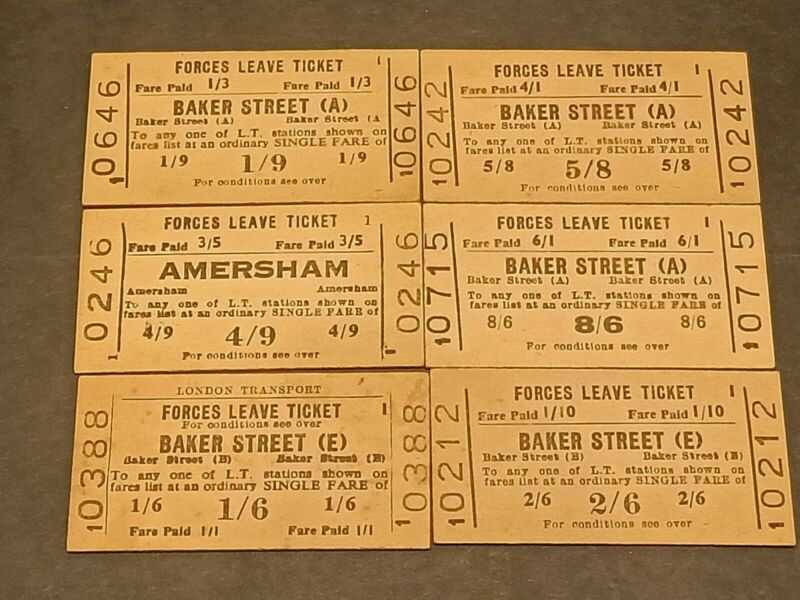 10646
FORCES LEAVE TICKET 1
Fare Paid 1/3 Fare Paid 1/3
BAKER STREET (A)
Baker Street (A) Baker Street (A
To any one of L.T. stations shown on
fares list at an ordinary SINGLE FARE of
1/9 1/9 1/9
For conditions see over
10646
10242
FORCES LEAVE TICKET 1
Fare Paid 4/1 Fare Paid 4/1
BAKER STREET (A)
Baker Street (A) Baker Street (A)
To any one of L.T. stations shown on
fares list at an ordinary SINGLE FARE of
5/8 5/8 5/8
For conditions see over
10242
10246
FORCES LEAVE TICKET 1
Fare Paid 3/5 Fare Paid 3/5
AMERSHAM
Amersham Amersham
To any one of L.T. stations shown on
fares list at an ordinary SINGLE FARE of
4/9 4/9 4/9
For conditions see over
10246
10715
FORCES LEAVE TICKET 1
Fare Paid 6/1 Fare Paid 6/1
BAKER STREET (A)
Baker Street (A) Baker Street (A)
To any one of L.T. stations shown on
fares list at an ordinary SINGLE FARE of
8/6 8/6 8/6
For conditions see over
10715
10388
LONDON TRANSPORT
FORCES LEAVE TICKET 1
For conditions see over
BAKER STREET (E)
Baker Street (E) Baker Street (E)
To any one of L.T. stations shown on
fares list at an ordinary SINGLE FARE of
1/6 1/6 1/6
Fare Paid 1/1 Fare Paid 1/1
10388
10212
FORCES LEAVE TICKET 1
Fare Paid 1/10 Fare Paid 1/10
BAKER STREET (E)
Baker Street (E) Baker Street (E)
To any one of L.T. stations shown on
fares list at an ordinary SINGLE FARE of
2/6 2/6 2/6
For conditions see over
10212